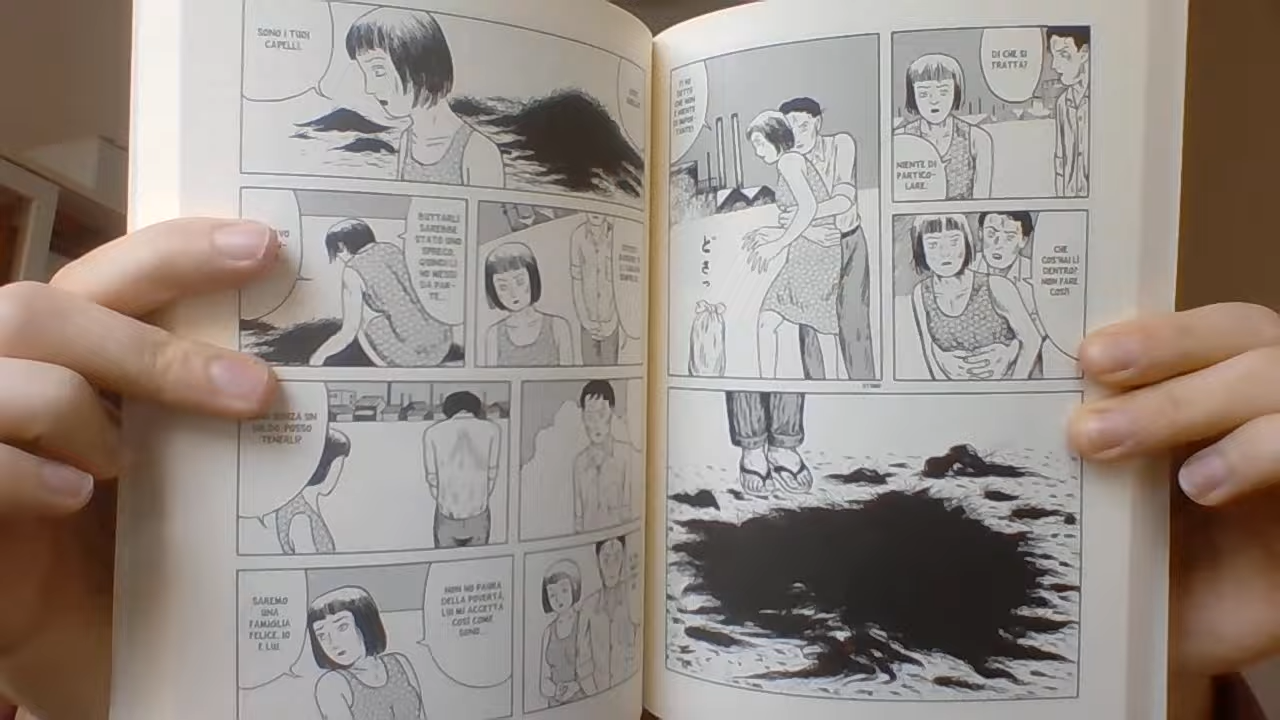 DI CHE SI
TRATTA?
NIENTE DI
PARTICO-
LARE.
CHE
COS'HAI LÌ
DENTRO?
NON FARE
COSÌ!
TI HO
DETTO
CHE NON
È NIENTE
DI IMPOR-
TANTE!
どさっ
SONO I TUOI
CAPELLI.
BUTTARLI
SAREBBE
STATO UNO
SPRECO,
QUINDI LI
HO MESSI
DA PAR-
TE...
SENZA UN
SOLDO. POSSO
TENERLI?
NON HO PAURA
DELLA POVERTÀ,
LUI MI ACCETTA
COSÌ COME
SONO...
SAREMO
UNA
FAMIGLIA
FELICE, IO
E LUI.